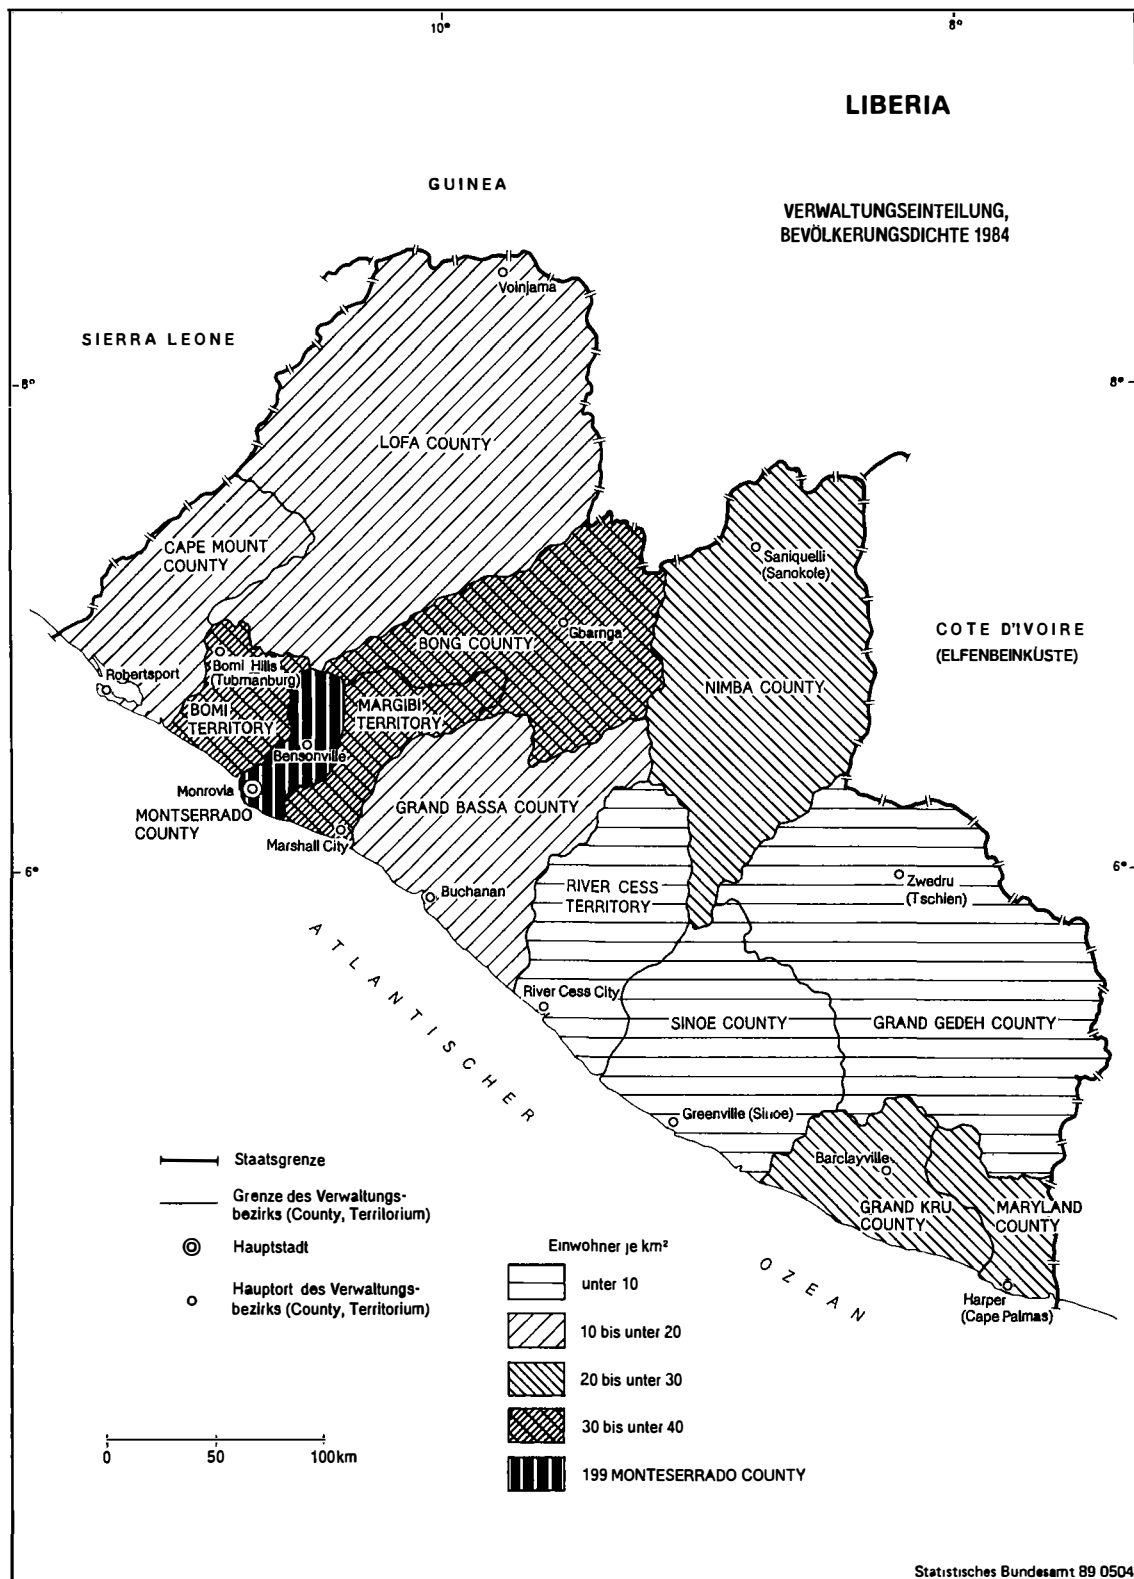 10°
8°
LIBERIA
GUINEA
VERWALTUNGSEINTEILUNG,
BEVÖLKERUNGSDICHTE 1984
Voinjama
SIERRA LEONE
8°
8°
LOFA COUNTY
CAPE MOUNT
COUNTY
Saniquelli
(Sanokole)
BONG COUNTY
Gbarnga
COTE D'IVOIRE
(ELFENBEINKÜSTE)
Robertsport
Bomi Hills
(Tubmanburg)
NIMBA COUNTY
BOMI
TERRITORY
MARGIBI
TERRITORY
Bensonville
Monrovia
MONTSERRADO
COUNTY
GRAND BASSA COUNTY
Marshall City
6°
6°
Buchanan
RIVER CESS
TERRITORY
Zwedru
(Tschien)
ATLANTISCHER
River Cess City
SINOE COUNTY
GRAND GEDEH COUNTY
Greenville (Sinoe)
Barclayville
GRAND KRU
COUNTY
MARYLAND
COUNTY
OZEAN
Harper
(Cape Palmas)
Staatsgrenze
Grenze des Verwaltungs-
bezirks (County, Territorium)
Hauptstadt
Hauptort des Verwaltungs-
bezirks (County, Territorium)
Einwohner je km²
unter 10
10 bis unter 20
20 bis unter 30
30 bis unter 40
199 MONTESERRADO COUNTY
0 50 100km
Statistisches Bundesamt 89 0504